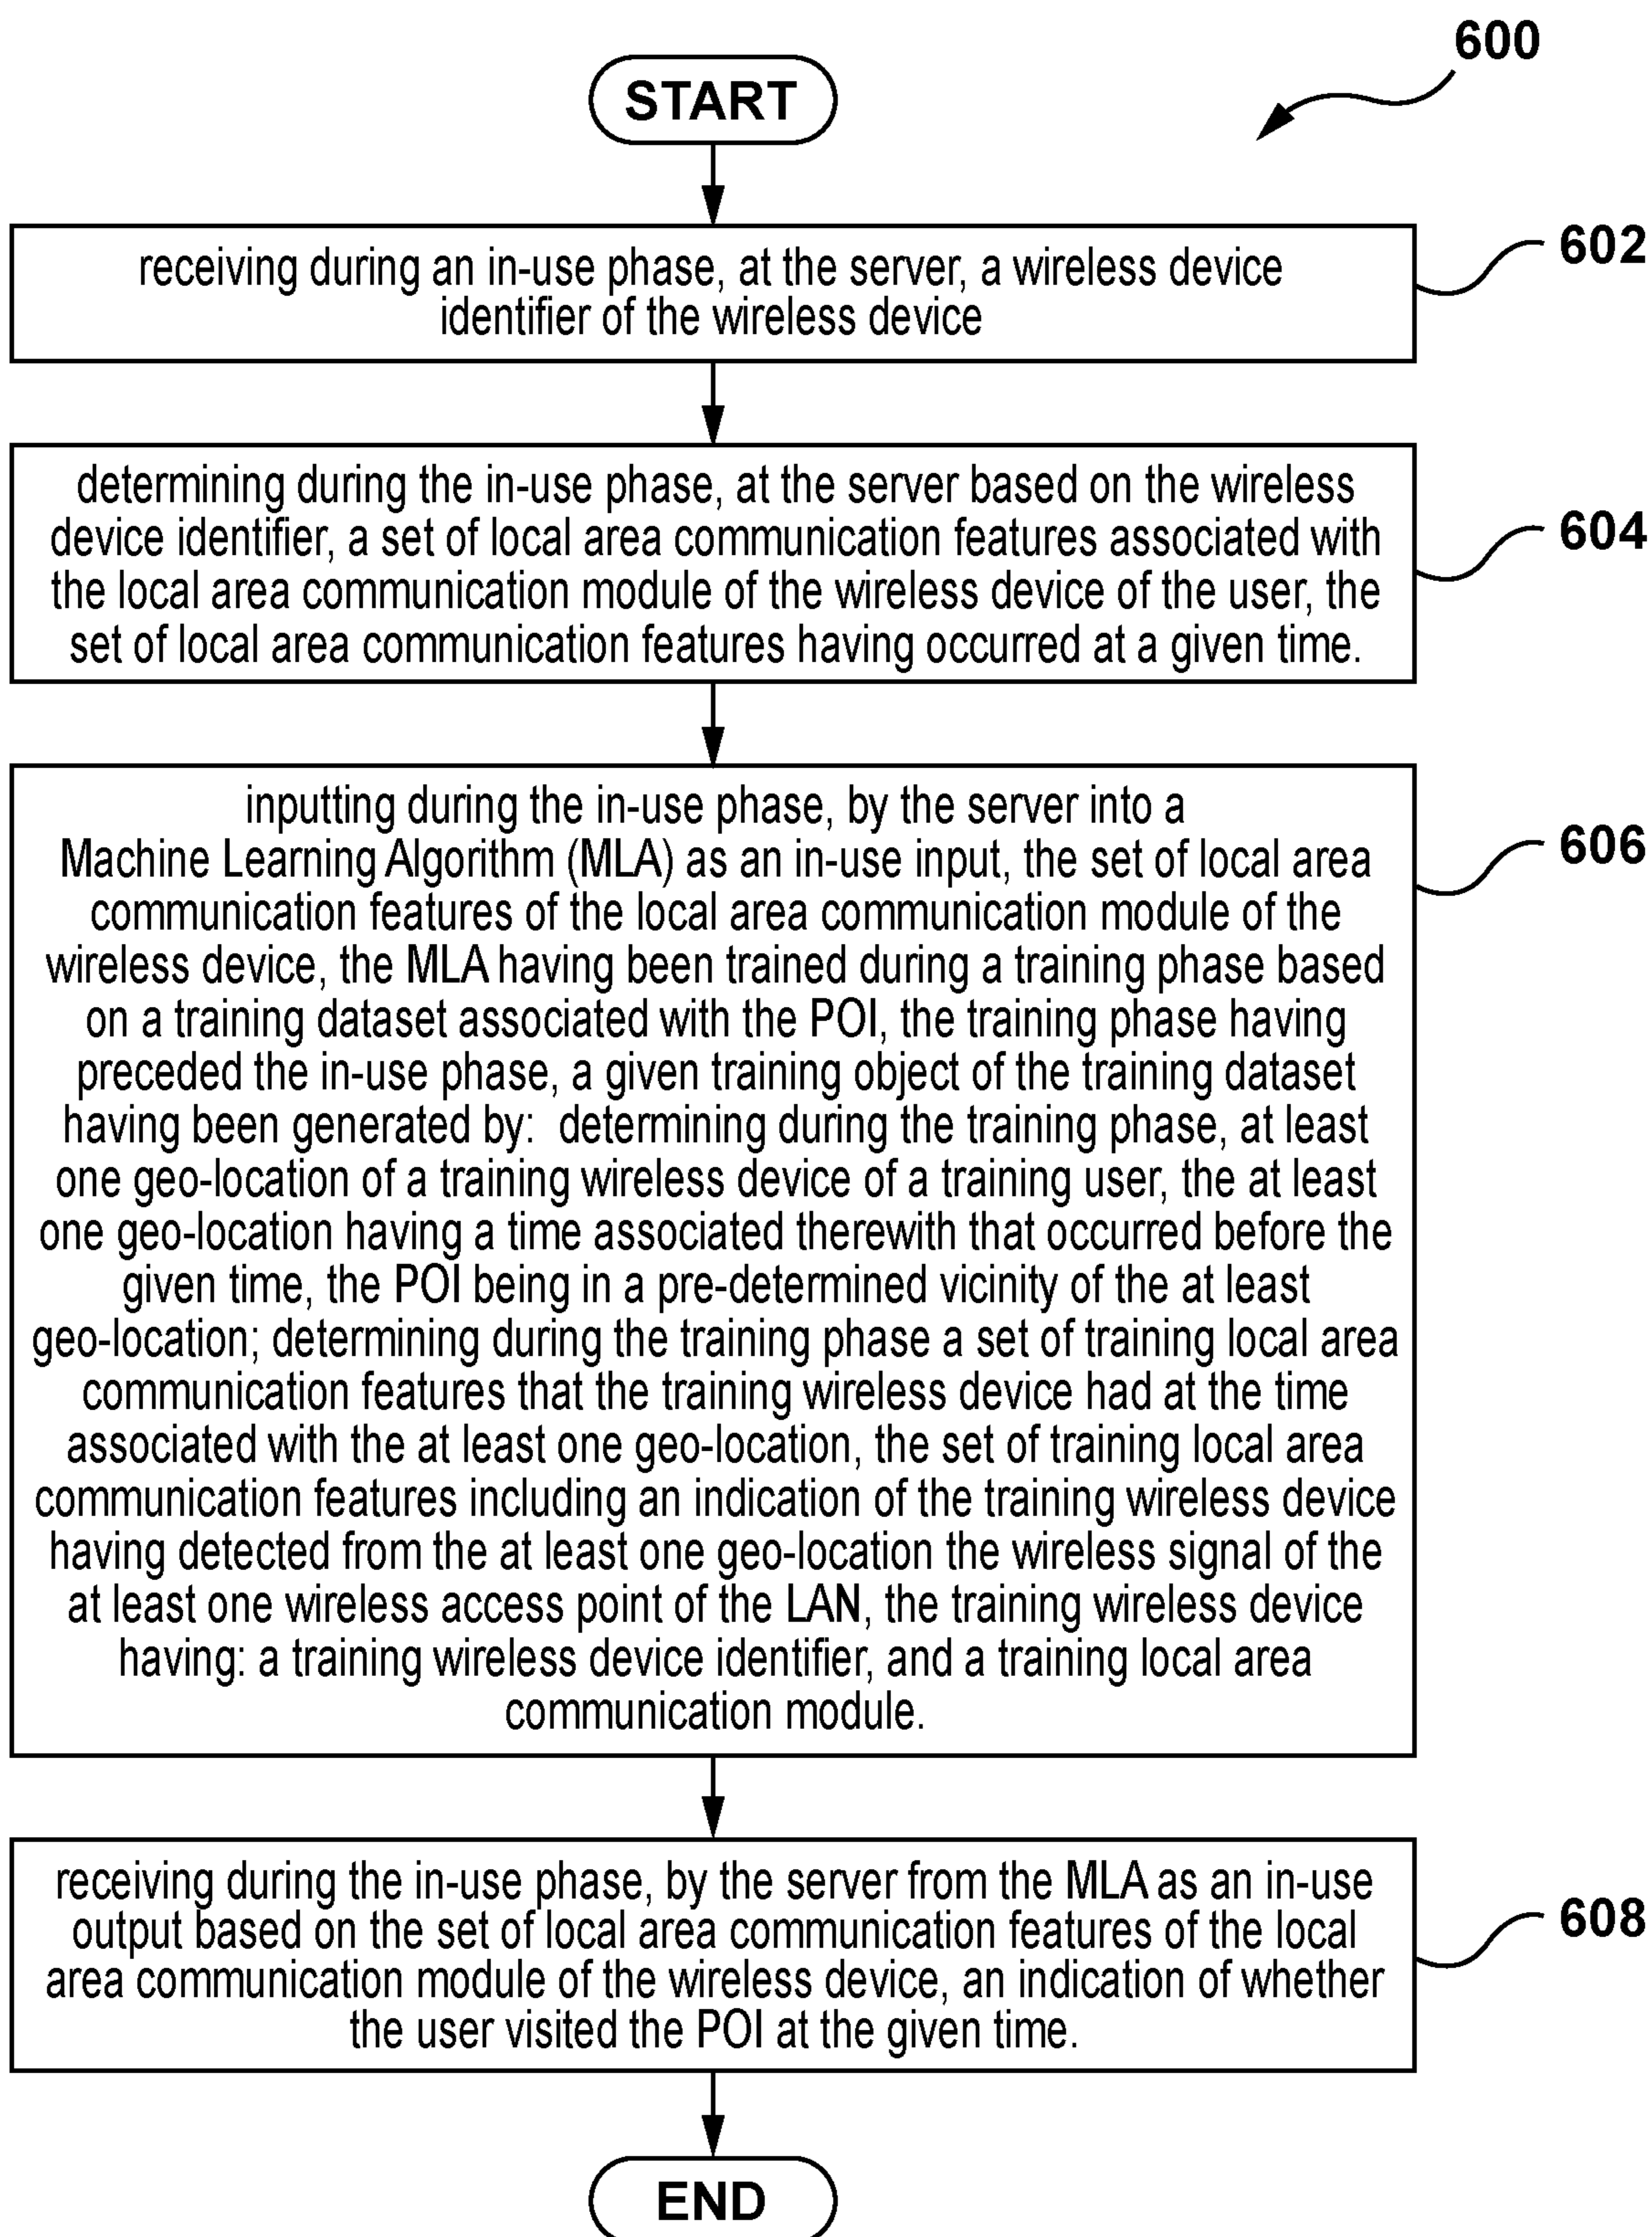 600
START
receiving during an in-use phase, at the server, a wireless device
identifier of the wireless device
602
determining during the in-use phase, at the server based on the wireless
device identifier, a set of local area communication features associated with
the local area communication module of the wireless device of the user, the
set of local area communication features having occurred at a given time.
604
inputting during the in-use phase, by the server into a
Machine Learning Algorithm (MLA) as an in-use input, the set of local area
communication features of the local area communication module of the
wireless device, the MLA having been trained during a training phase based
on a training dataset associated with the POI, the training phase having
preceded the in-use phase, a given training object of the training dataset
having been generated by: determining during the training phase, at least
one geo-location of a training wireless device of a training user, the at least
one geo-location having a time associated therewith that occurred before the
given time, the POI being in a pre-determined vicinity of the at least
geo-location; determining during the training phase a set of training local area
communication features that the training wireless device had at the time
associated with the at least one geo-location, the set of training local area
communication features including an indication of the training wireless device
having detected from the at least one geo-location the wireless signal of the
at least one wireless access point of the LAN, the training wireless device
having: a training wireless device identifier, and a training local area
communication module.
606
receiving during the in-use phase, by the server from the MLA as an in-use
output based on the set of local area communication features of the local
area communication module of the wireless device, an indication of whether
the user visited the POI at the given time.
608
END